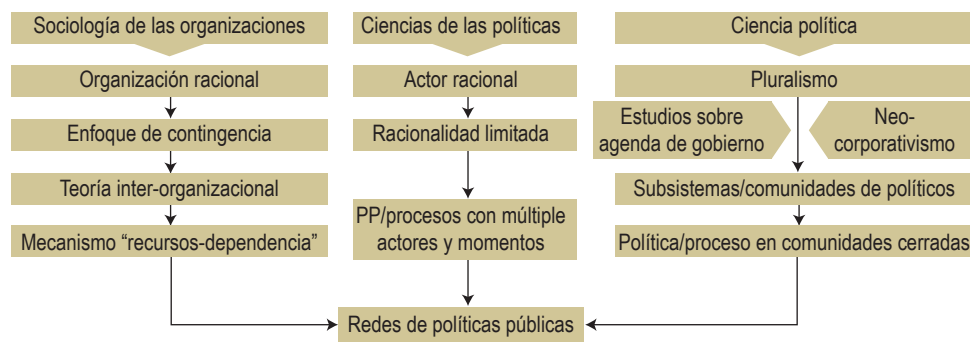 Sociología de las organizaciones
Organización racional
Enfoque de contingencia
Teoría inter-organizacional
Mecanismo “recursos-dependencia”
Ciencias de las políticas
Actor racional
Racionalidad limitada
PP/procesos con múltiple
actores y momentos
Ciencia política
Pluralismo
Estudios sobre
agenda de gobierno
Neo-
corporativismo
Subsistemas/comunidades de políticos
Política/proceso en comunidades cerradas
Redes de políticas públicas